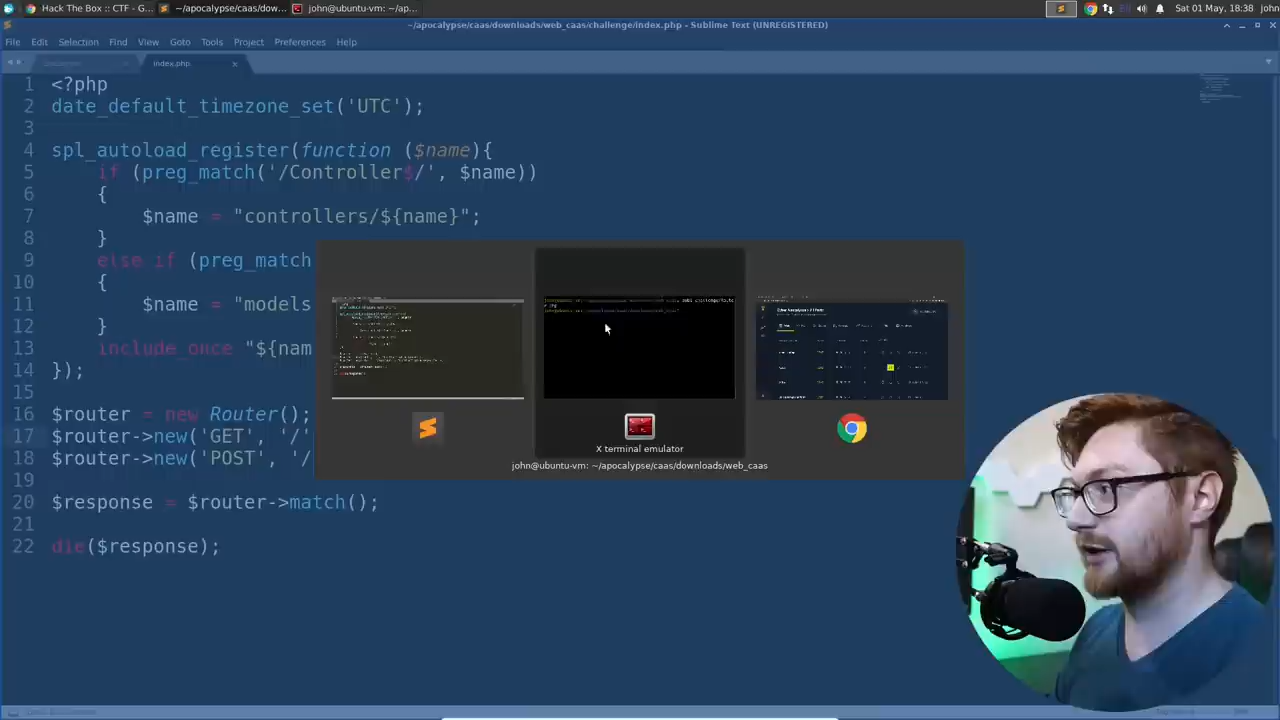 Hack The Box :: CTF - G...
~/apocalypse/caas/dow...
john@ubuntu-vm: ~/ap...
Sat 01 May, 18:38
john
~/apocalypse/caas/downloads/web_caas/challenge/index.php - Sublime Text (UNREGISTERED)
File Edit Selection Find View Goto Tools Project Preferences Help
index.php
1 <?php
2 date_default_timezone_set('UTC');
3
4 spl_autoload_register(function ($name){
5 if (preg_match('/Controller$/', $name))
6 {
7 $name = "controllers/${name}";
8 }
9 else if (preg_match
10 {
11 $name = "models
12 }
13 include_once "${nam
14 });
15
16 $router = new Router();
17 $router->new('GET', '/'
18 $router->new('POST', '/
19
20 $response = $router->match();
21
22 die($response);
X terminal emulator
john@ubuntu-vm: ~/apocalypse/caas/downloads/web_caas